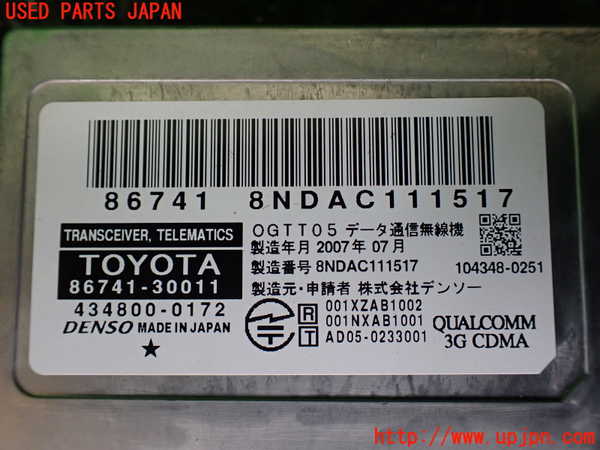 USED PARTS JAPAN
86741 8NDAC111517
TRANSCEIVER, TELEMATICS
TOYOTA
86741-30011
434800-0172
DENSO MADE IN JAPAN
OGTT05 データ通信無線機
製造年月 2007年 07月
製造番号 8NDAC111517
104348-0251
製造元・申請者 株式会社デンソー
R 001XZAB1002
001NXAB1001
T AD05-0233001
QUALCOMM
3G CDMA
http://www.upjpn.com/